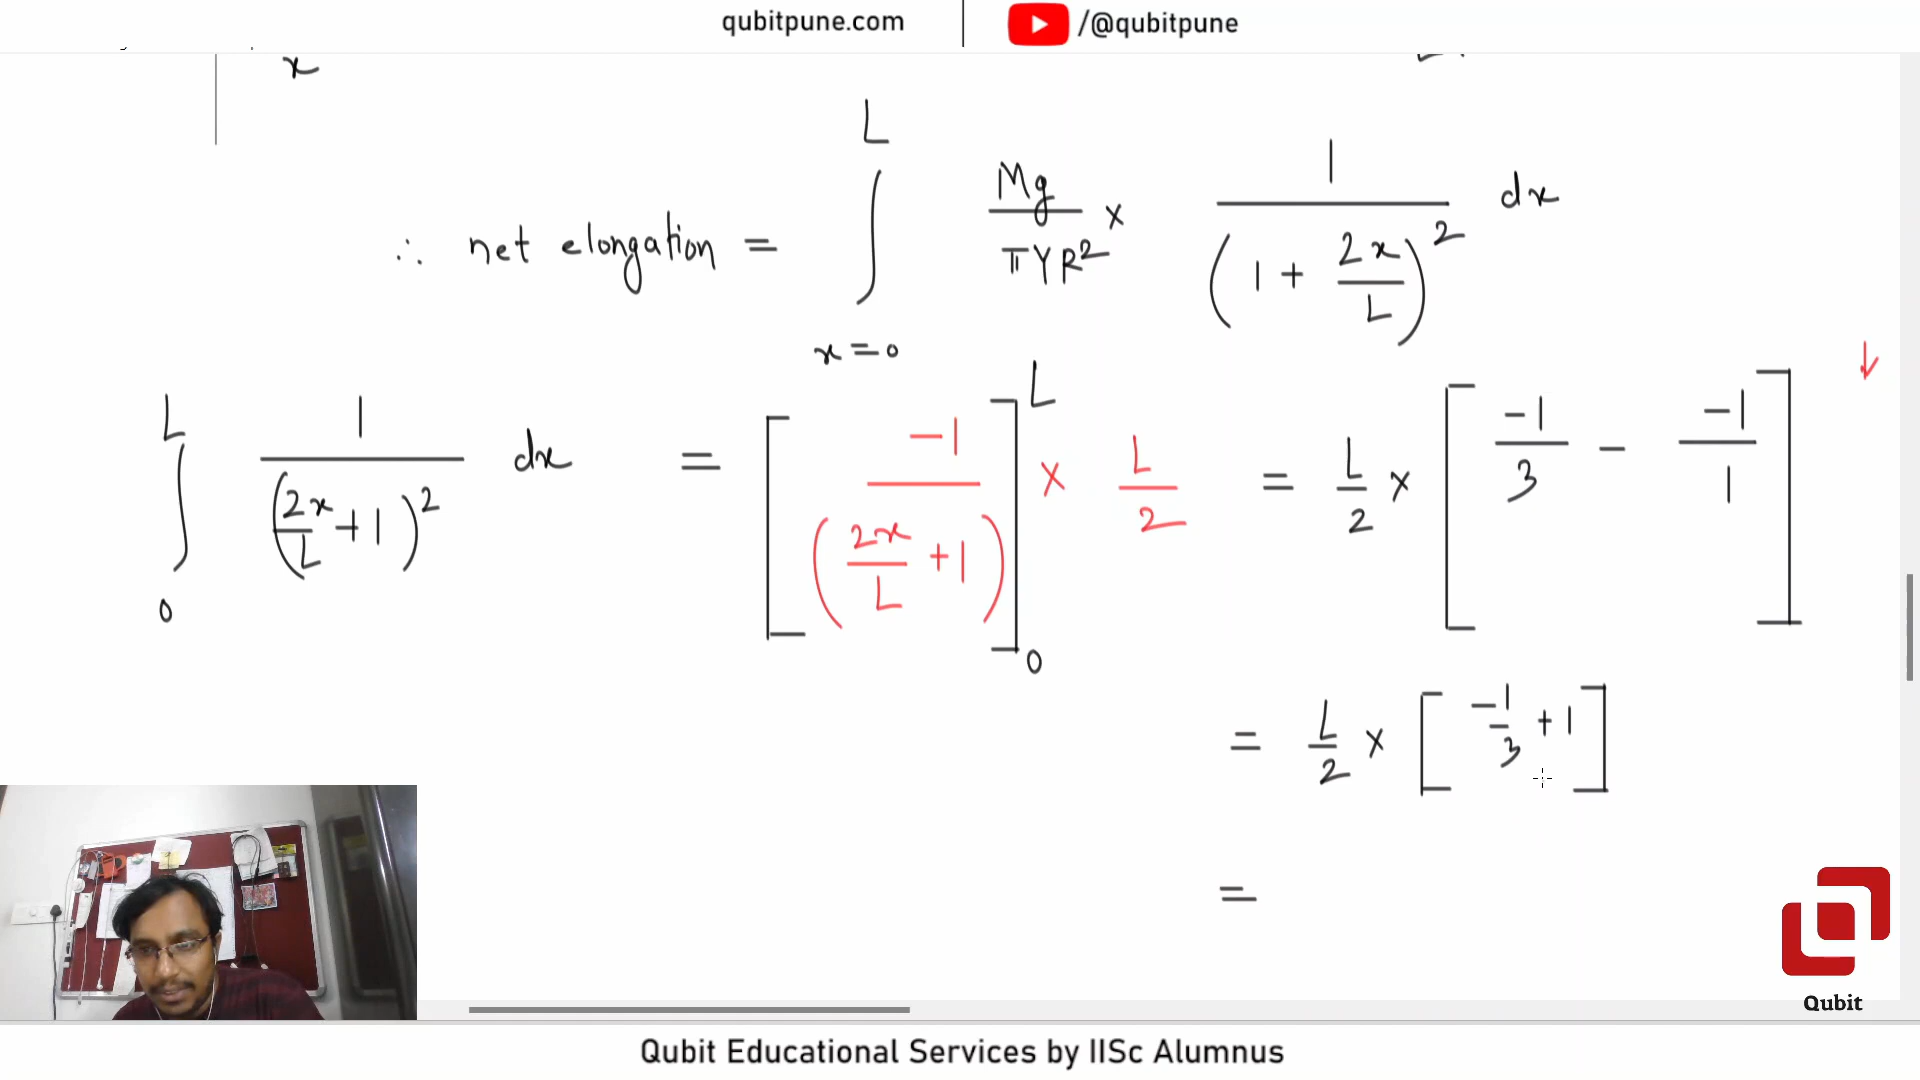 qubitpune.com | /@qubitpune
x
∴ net elongation = ∫_{x=0}^{L} Mg/(πYR²) × 1/(1 + 2x/L)² dx
∫_0^L 1/(2x/L + 1)² dx = [ -1/(2x/L + 1) ]_0^L × L/2 = L/2 × [ -1/3 - -1/1 ]
= L/2 × [ -1/3 + 1 ]
=
Qubit
Qubit Educational Services by IISc Alumnus